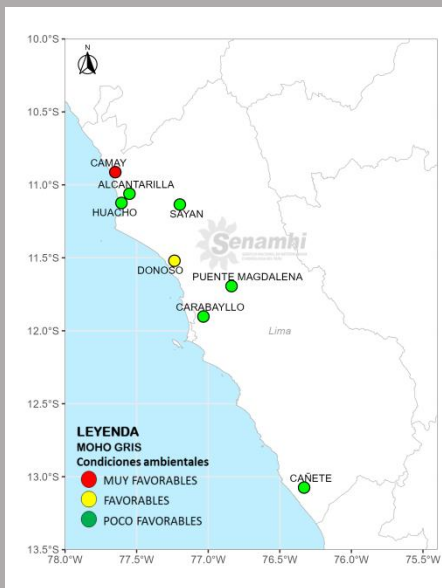 10.0°S
N
10.5°S
CAMAY
11.0°S
ALCANTARILLA
HUACHO
SAYAN
Senamhi
11.5°S
DONOSO
PUENTE MAGDALENA
CARABAYLLO
12.0°S
Lima
12.5°S
LEYENDA
MOHO GRIS
Condiciones ambientales
13.0°S
CAÑETE
MUY FAVORABLES
FAVORABLES
POCO FAVORABLES
13.5°S
78.0°W 77.5°W 77.0°W 76.5°W 76.0°W 75.5°W